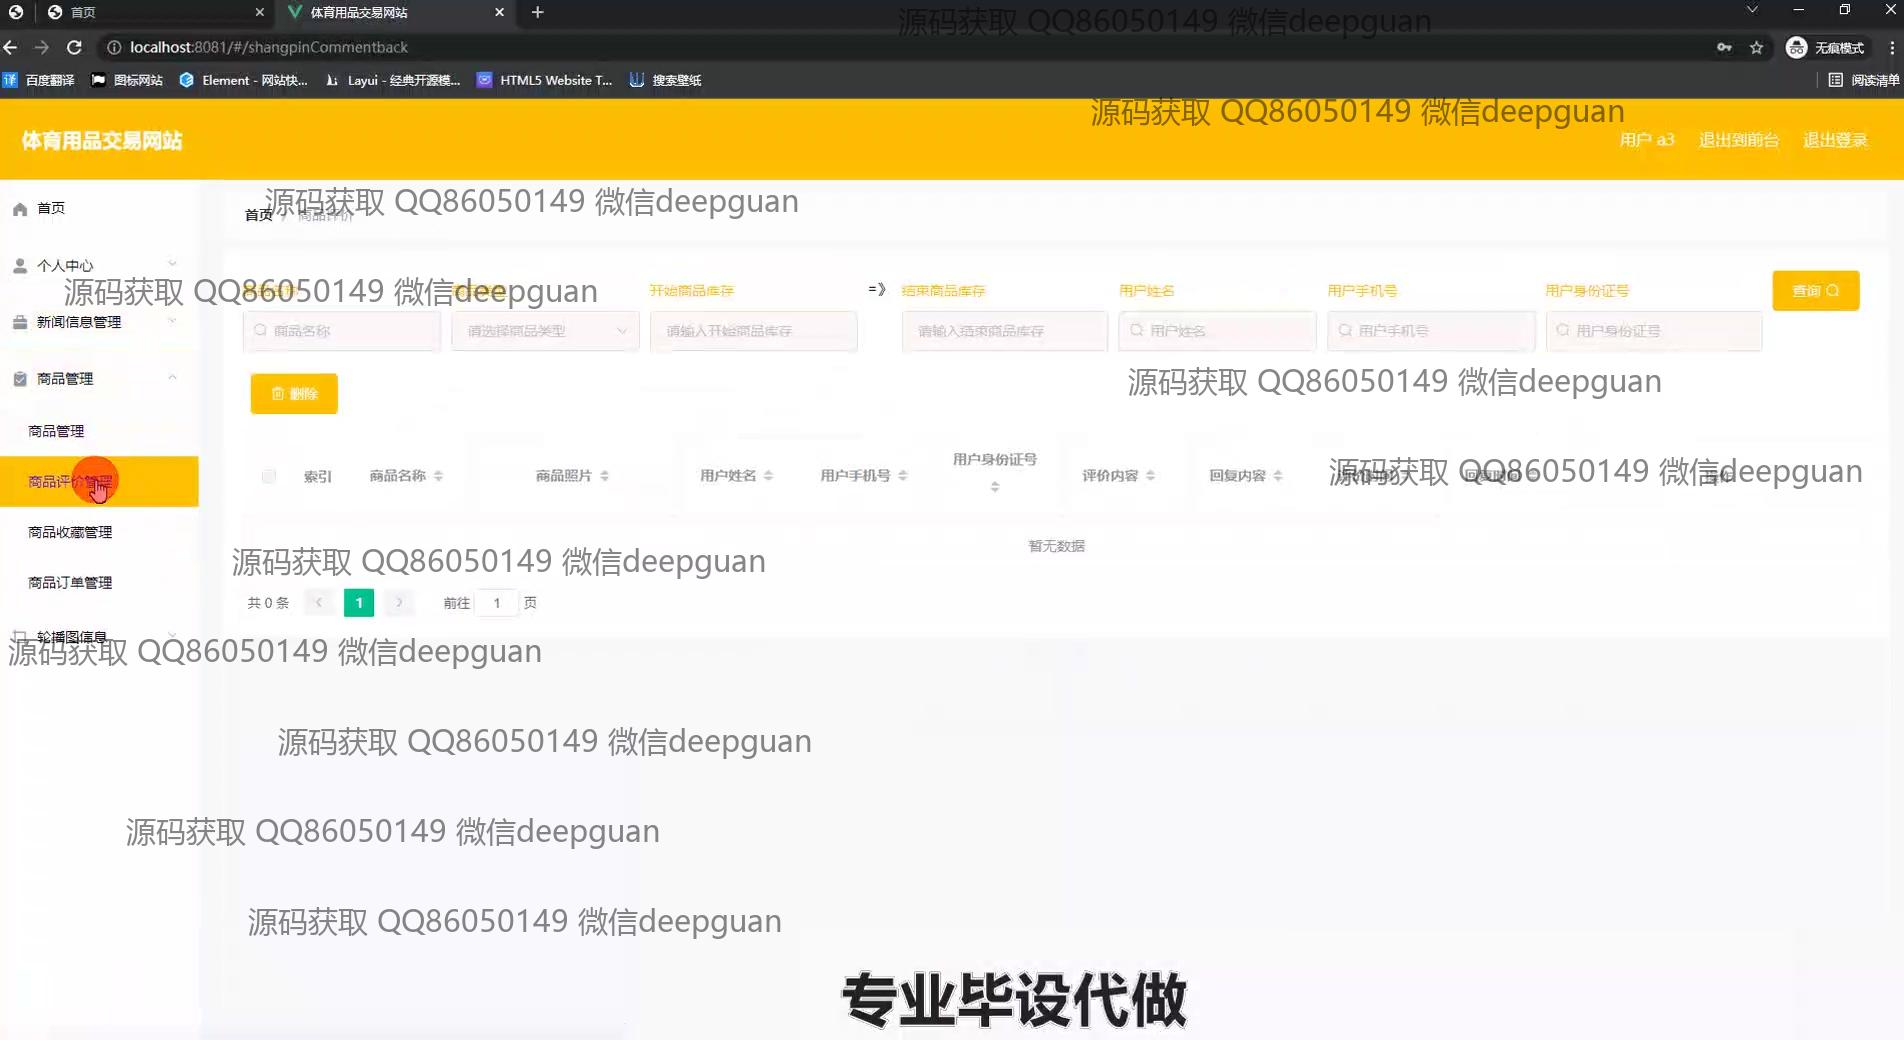 首页
体育用品交易网站
源码获取 QQ86050149 微信deepguan
localhost:8081/#/shangpinCommentback
无痕模式
百度翻译 图标网站 Element - 网站快... Layui - 经典开源模... HTML5 Website T... 搜索壁纸 阅读清单
源码获取 QQ86050149 微信deepguan
体育用品交易网站 用户 a3 退出到前台 退出登录
首页
源码获取 QQ86050149 微信deepguan
首页 商品评价
个人中心
源码获取 QQ86050149 微信deepguan
开始商品库存 =》 结束商品库存 用户姓名 用户手机号 用户身份证号 查询
新闻信息管理
商品名称 请选择商品类型 请输入开始商品库存 请输入结束商品库存 用户姓名 用户手机号 用户身份证号
商品管理
删除
源码获取 QQ86050149 微信deepguan
商品管理
商品评价管理
索引 商品名称 商品照片 用户姓名 用户手机号 用户身份证号 评价内容 回复内容
源码获取 QQ86050149 微信deepguan
商品收藏管理
暂无数据
源码获取 QQ86050149 微信deepguan
商品订单管理
共 0 条 1 前往 1 页
轮播图信息
源码获取 QQ86050149 微信deepguan
源码获取 QQ86050149 微信deepguan
源码获取 QQ86050149 微信deepguan
源码获取 QQ86050149 微信deepguan
专业毕设代做